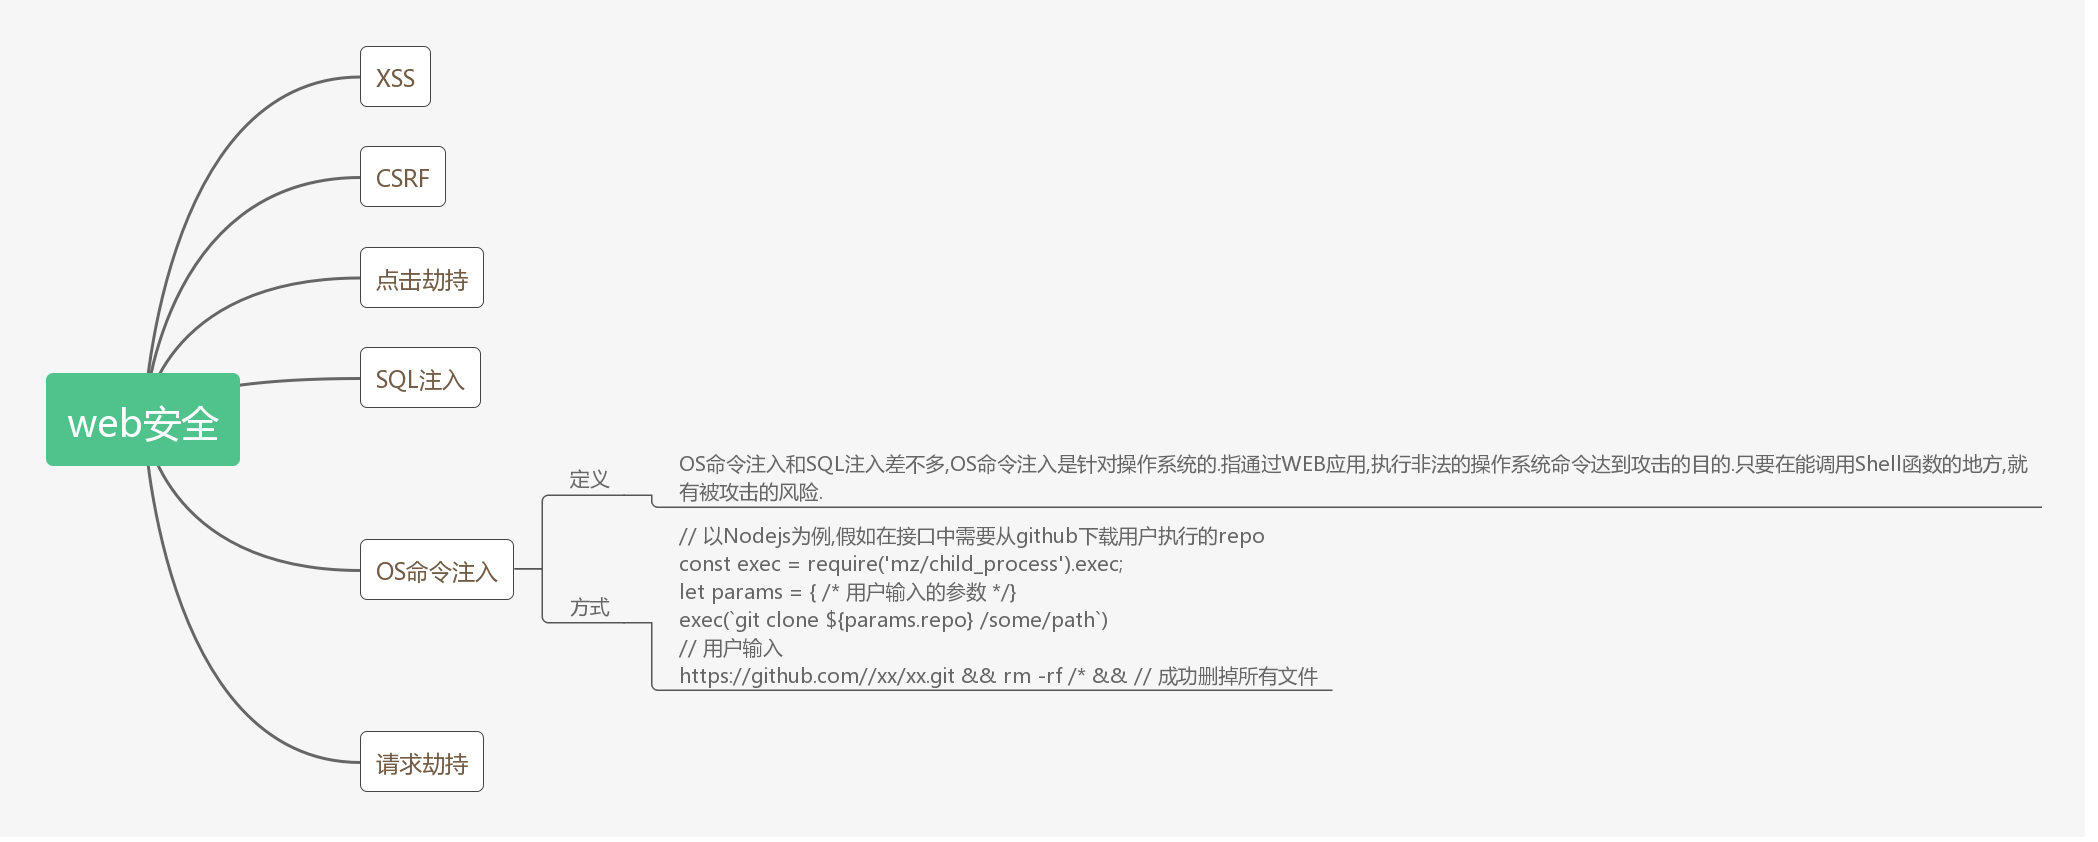 XSS
CSRF
点击劫持
SQL注入
web安全
OS命令注入
定义
OS命令注入和SQL注入差不多,OS命令注入是针对操作系统的.指通过WEB应用,执行非法的操作系统命令达到攻击的目的.只要在能调用Shell函数的地方,就
有被攻击的风险.
方式
// 以Nodejs为例,假如在接口中需要从github下载用户执行的repo
const exec = require('mz/child_process').exec;
let params = { /* 用户输入的参数 */}
exec(`git clone ${params.repo} /some/path`)
// 用户输入
https://github.com//xx/xx.git && rm -rf /* && // 成功删掉所有文件
请求劫持